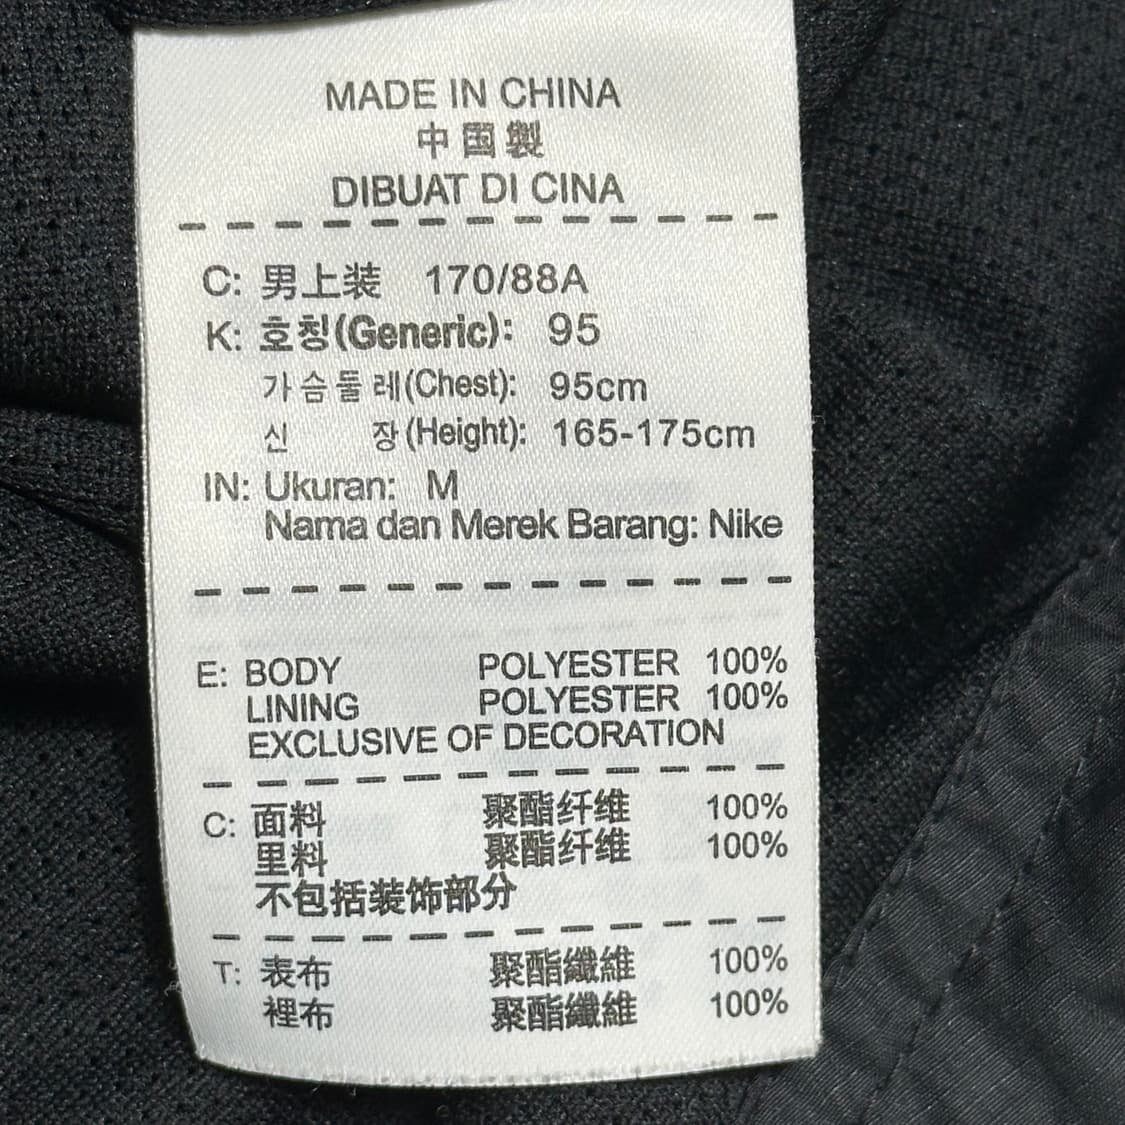 MADE IN CHINA
中国製
DIBUAT DI CINA
C: 男上装 170/88A
K: 호칭(Generic): 95
가슴둘레(Chest): 95cm
신 장(Height): 165-175cm
IN: Ukuran: M
Nama dan Merek Barang: Nike
E: BODY POLYESTER 100%
LINING POLYESTER 100%
EXCLUSIVE OF DECORATION
C: 面料 聚酯纤维 100%
里料 聚酯纤维 100%
不包括装饰部分
T: 表布 聚酯纖維 100%
裡布 聚酯纖維 100%